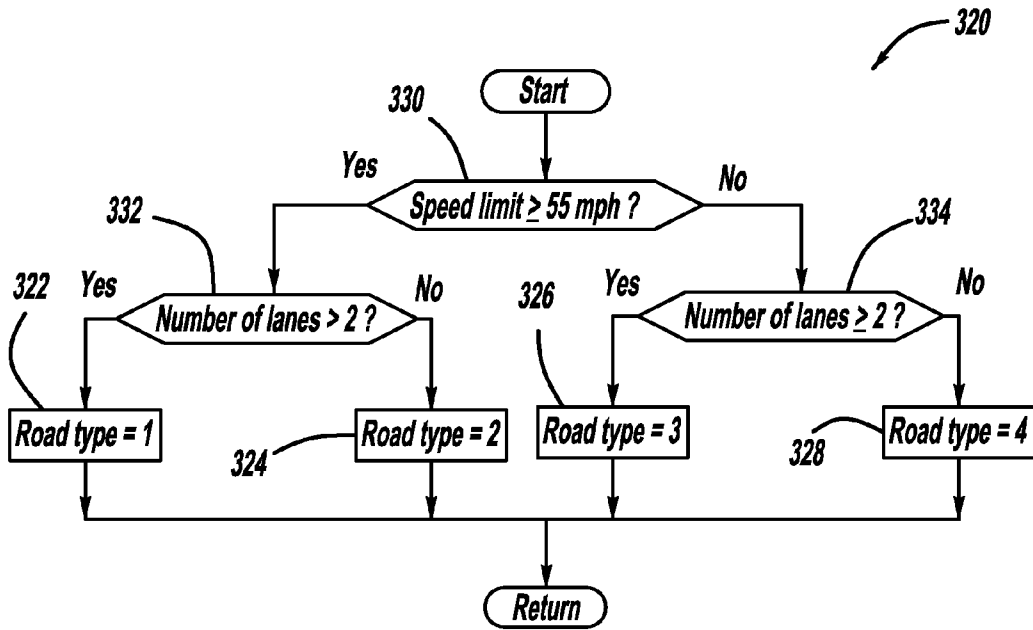 320
Start
330
Yes
No
Speed limit ≥ 55 mph ?
332
334
322
Yes
No
326
Yes
No
Number of lanes > 2 ?
Number of lanes ≥ 2 ?
Road type = 1
Road type = 2
Road type = 3
Road type = 4
324
328
Return